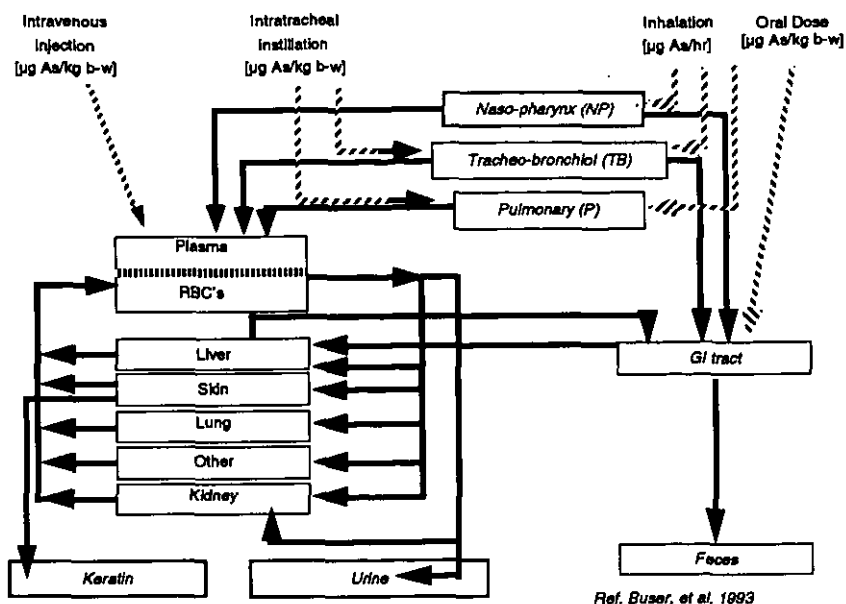 Intravenous
Injection
[µg As/kg b-w]
Intratracheal
Instillation
[µg As/kg b-w]
Inhalation
[µg As/hr]
Oral Dose
[µg As/kg b-w]
Naso-pharynx (NP)
Tracheo-bronchiol (TB)
Pulmonary (P)
Plasma
RBC's
Liver
Skin
Lung
Other
Kidney
GI tract
Keratin
Urine
Feces
Ref. Buser, et al, 1993